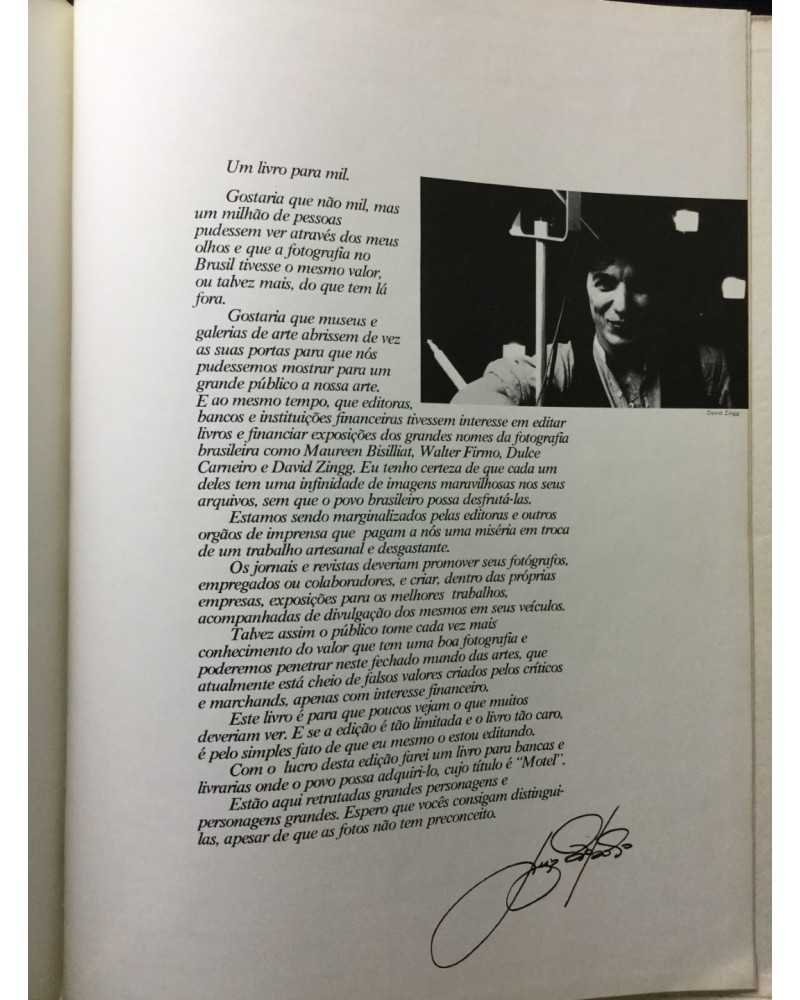 Um livro para mil.
Gostaria que não mil, mas
um milhão de pessoas
pudessem ver através dos meus
olhos e que a fotografia no
Brasil tivesse o mesmo valor,
ou talvez mais, do que tem lá
fora.
Gostaria que museus e
galerias de arte abrissem de vez
as suas portas para que nós
pudessemos mostrar para um
grande público a nossa arte.
E ao mesmo tempo, que editoras,
bancos e instituições financeiras tivessem interesse em editar
livros e financiar exposições dos grandes nomes da fotografia
brasileira como Maureen Bisilliat, Walter Firmo, Dulce
Carneiro e David Zingg. Eu tenho certeza de que cada um
deles tem uma infinidade de imagens maravilhosas nos seus
arquivos, sem que o povo brasileiro possa desfrutá-las.
Estamos sendo marginalizados pelas editoras e outros
orgãos de imprensa que pagam a nós uma miséria em troca
de um trabalho artesanal e desgastante.
Os jornais e revistas deveriam promover seus fotógrafos,
empregados ou colaboradores, e criar, dentro das próprias
empresas, exposições para os melhores trabalhos,
acompanhadas de divulgação dos mesmos em seus veículos.
Talvez assim o público tome cada vez mais
conhecimento do valor que tem uma boa fotografia e
poderemos penetrar neste fechado mundo das artes, que
atualmente está cheio de falsos valores criados pelos críticos
e marchands, apenas com interesse financeiro.
Este livro é para que poucos vejam o que muitos
deveriam ver. E se a edição é tão limitada e o livro tão caro,
é pelo simples fato de que eu mesmo o estou editando.
Com o lucro desta edição farei um livro para bancas e
livrarias onde o povo possa adquiri-lo, cujo título é "Motel".
Estão aqui retratadas grandes personagens e
personagens grandes. Espero que vocês consigam distingui-
las, apesar de que as fotos não tem preconceito.
David Zingg